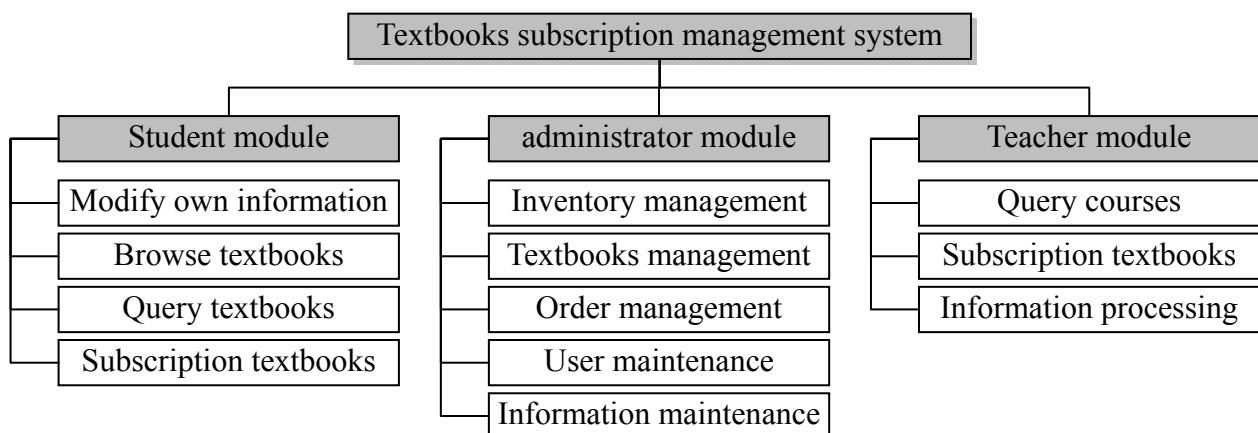 Textbooks subscription management system
Student module
Modify own information
Browse textbooks
Query textbooks
Subscription textbooks
administrator module
Inventory management
Textbooks management
Order management
User maintenance
Information maintenance
Teacher module
Query courses
Subscription textbooks
Information processing